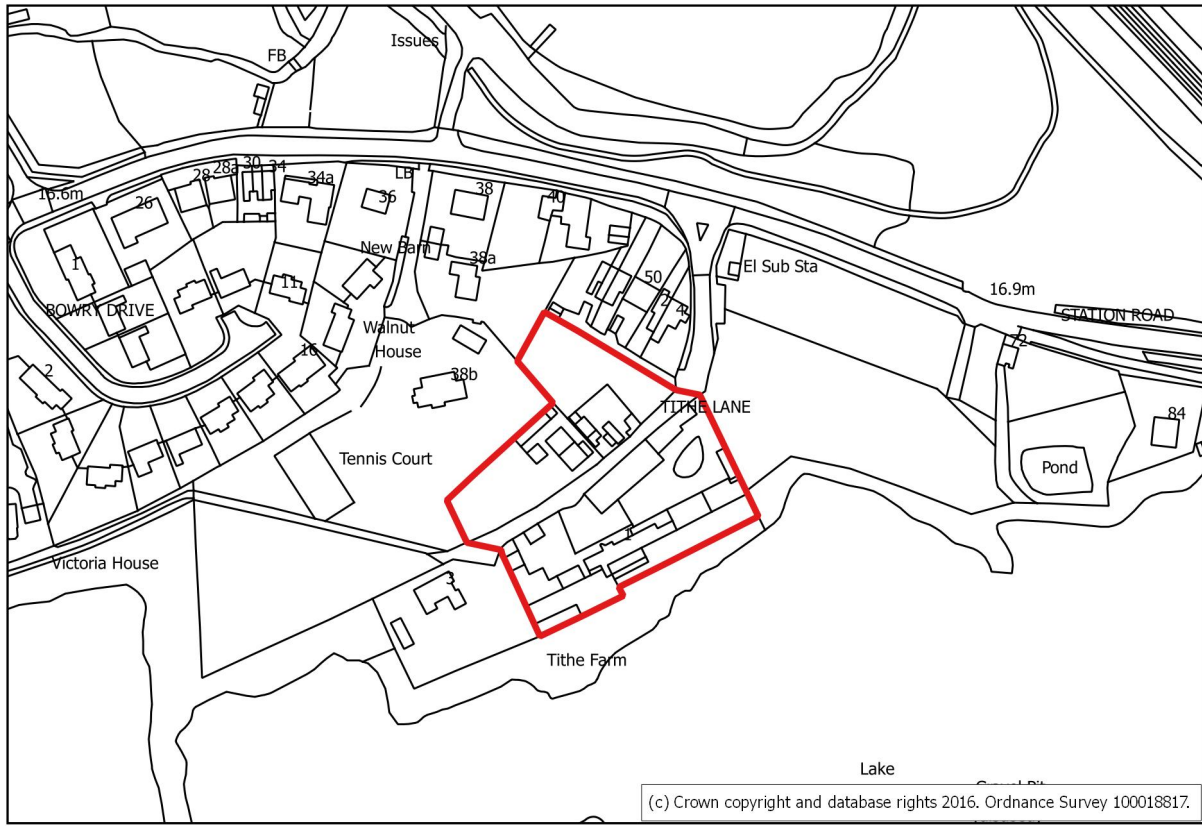 Issues
FB
28a
30
34
28
34a
LB
16.6m
26
36
38
40
New Barn
38a
1
El Sub Sta
50
11
16.9m
2
4
BOWRY DRIVE
STATION ROAD
Walnut
House
72
16
2
38b
TITHE LANE
84
Tennis Court
Pond
1
Victoria House
3
Tithe Farm
Lake
(c) Crown copyright and database rights 2016. Ordnance Survey 100018817.